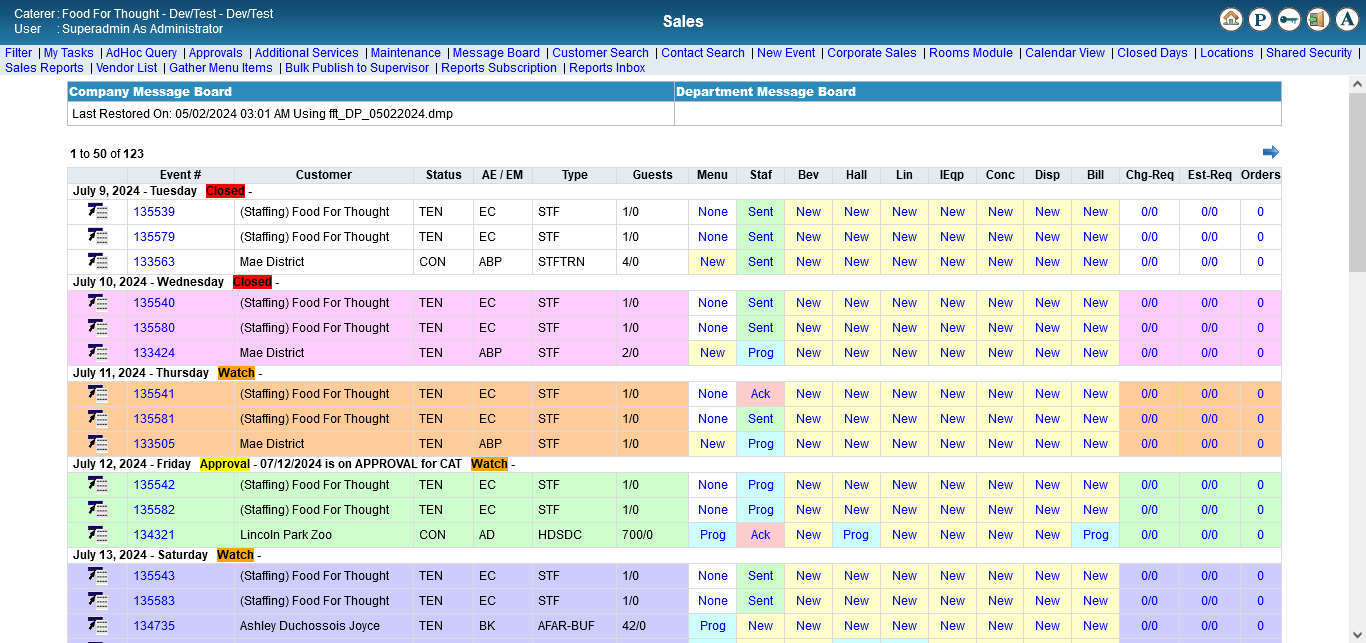 Caterer : Food For Thought - Dev/Test - Dev/Test
User : Superadmin As Administrator
Sales
P
A
Filter | My Tasks | AdHoc Query | Approvals | Additional Services | Maintenance | Message Board | Customer Search | Contact Search | New Event | Corporate Sales | Rooms Module | Calendar View | Closed Days | Locations | Shared Security |
Sales Reports | Vendor List | Gather Menu Items | Bulk Publish to Supervisor | Reports Subscription | Reports Inbox
Company Message Board Department Message Board
Last Restored On: 05/02/2024 03:01 AM Using fft_DP_05022024.dmp
1 to 50 of 123
Event # Customer Status AE / EM Type Guests Menu Staf Bev Hall Lin IEqp Conc Disp Bill Chg-Req Est-Req Orders
July 9, 2024 - Tuesday Closed -
135539 (Staffing) Food For Thought TEN EC STF 1/0 None Sent New New New New New New New 0/0 0/0 0
135579 (Staffing) Food For Thought TEN EC STF 1/0 None Sent New New New New New New New 0/0 0/0 0
133563 Mae District CON ABP STFTRN 4/0 New Sent New New New New New New New 0/0 0/0 0
July 10, 2024 - Wednesday Closed -
135540 (Staffing) Food For Thought TEN EC STF 1/0 None Sent New New New New New New New 0/0 0/0 0
135580 (Staffing) Food For Thought TEN EC STF 1/0 None Sent New New New New New New New 0/0 0/0 0
133424 Mae District TEN ABP STF 2/0 New Prog New New New New New New New 0/0 0/0 0
July 11, 2024 - Thursday Watch -
135541 (Staffing) Food For Thought TEN EC STF 1/0 None Ack New New New New New New New 0/0 0/0 0
135581 (Staffing) Food For Thought TEN EC STF 1/0 None Sent New New New New New New New 0/0 0/0 0
133505 Mae District TEN ABP STF 1/0 New Prog New New New New New New New 0/0 0/0 0
July 12, 2024 - Friday Approval - 07/12/2024 is on APPROVAL for CAT Watch -
135542 (Staffing) Food For Thought TEN EC STF 1/0 None Prog New New New New New New New 0/0 0/0 0
135582 (Staffing) Food For Thought TEN EC STF 1/0 None Prog New New New New New New New 0/0 0/0 0
134321 Lincoln Park Zoo CON AD HDSDC 700/0 Prog Ack New Prog New New New New Prog 0/0 0/0 0
July 13, 2024 - Saturday Watch -
135543 (Staffing) Food For Thought TEN EC STF 1/0 None Sent New New New New New New New 0/0 0/0 0
135583 (Staffing) Food For Thought TEN EC STF 1/0 None Sent New New New New New New New 0/0 0/0 0
134735 Ashley Duchossois Joyce TEN BK AFAR-BUF 42/0 Prog New New New New New New New New 0/0 0/0 0